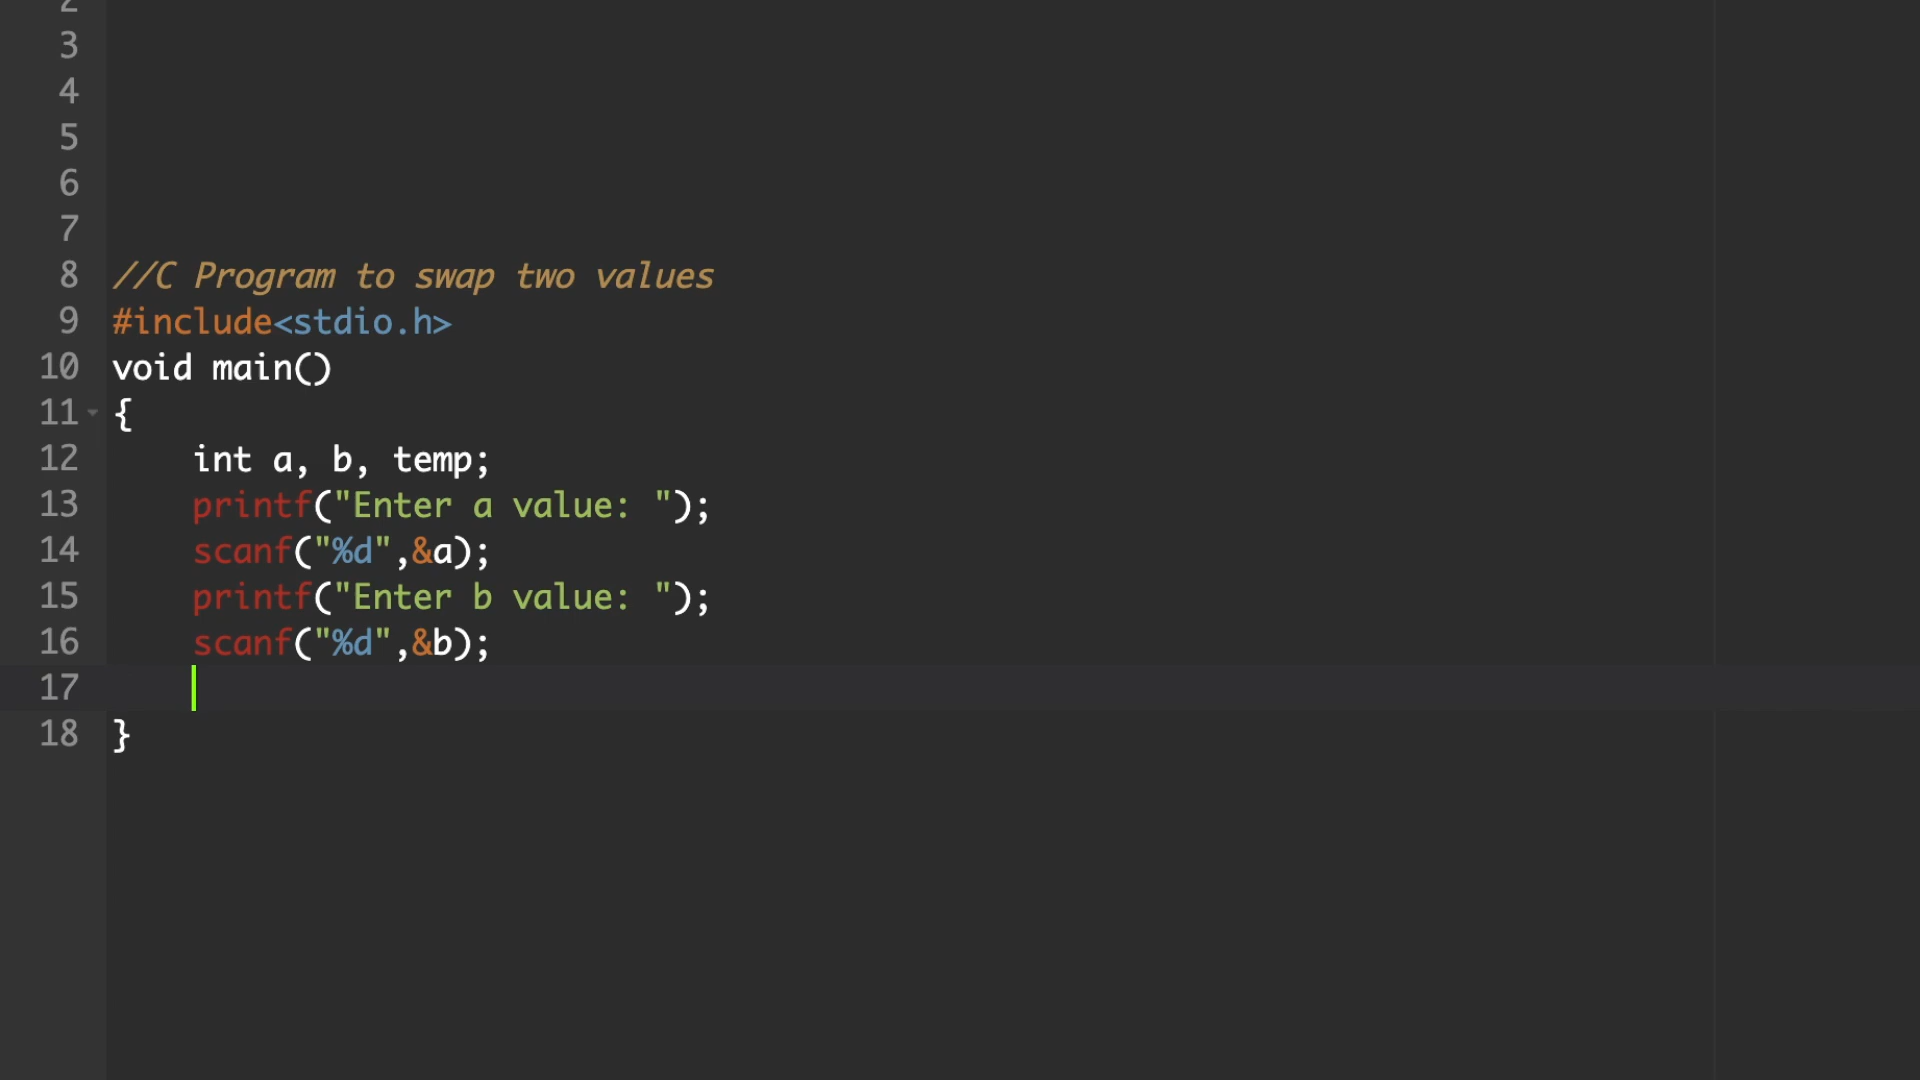 2
3
4
5
6
7
8 //C Program to swap two values
9 #include<stdio.h>
10 void main()
11 {
12     int a, b, temp;
13     printf("Enter a value: ");
14     scanf("%d",&a);
15     printf("Enter b value: ");
16     scanf("%d",&b);
17
18 }